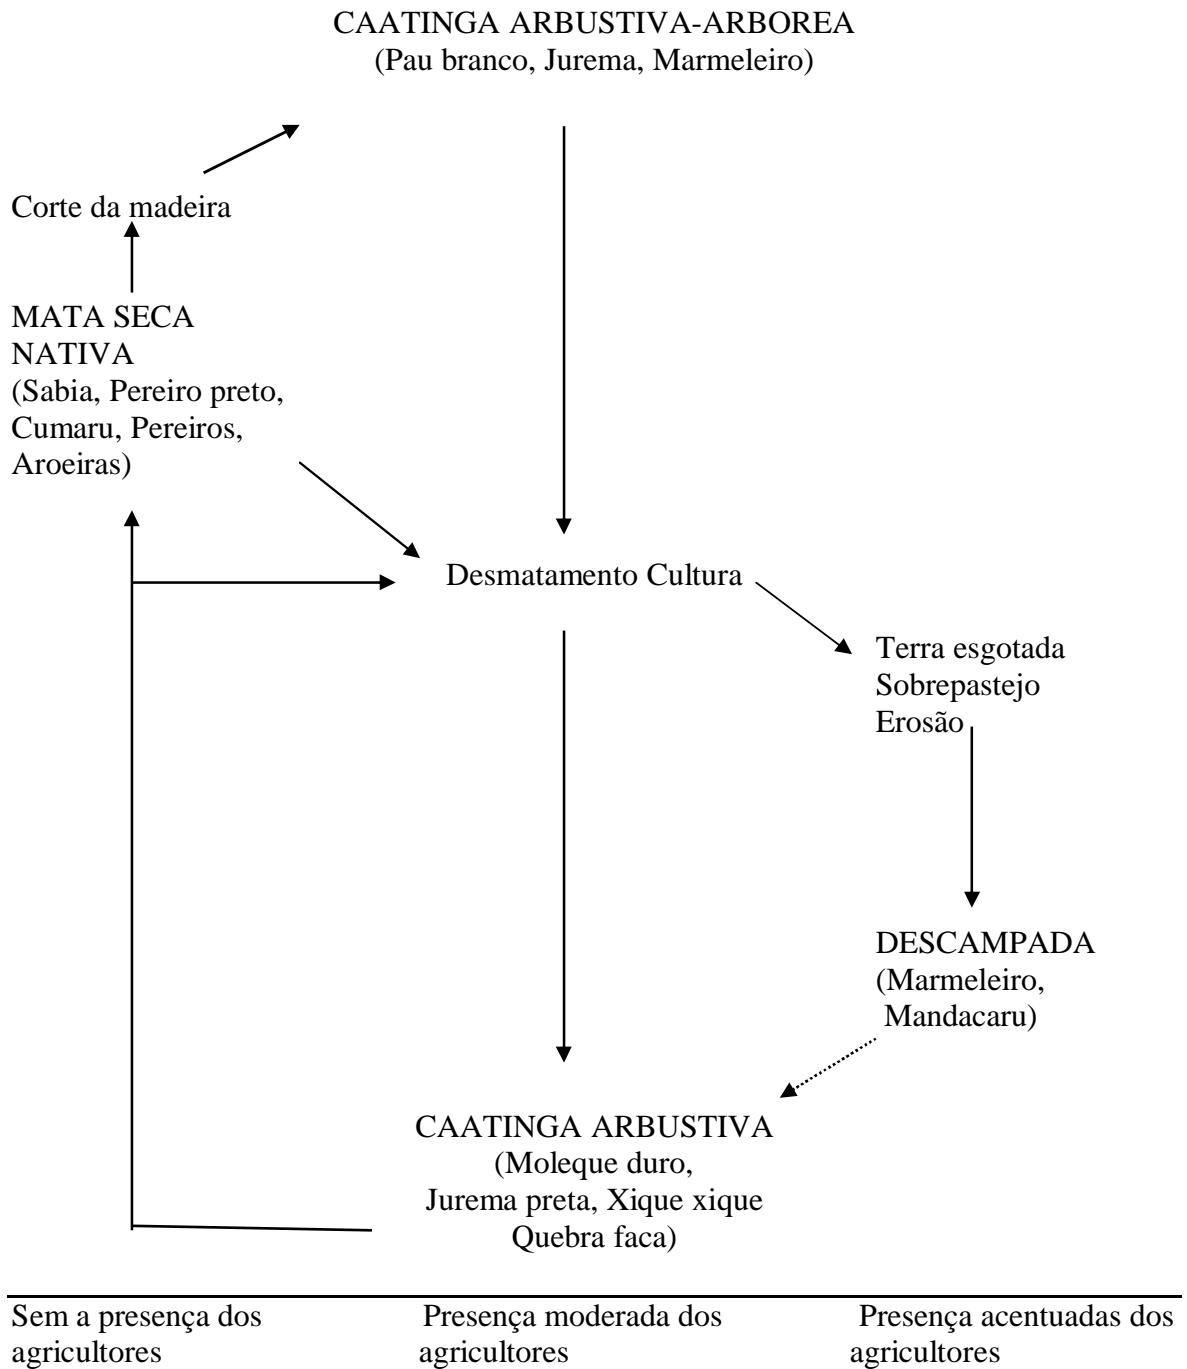 CAATINGA ARBUSTIVA-ARBOREA
(Pau branco, Jurema, Marmeleiro)
Corte da madeira
MATA SECA
NATIVA
(Sabia, Pereiro preto,
Cumaru, Pereiros,
Aroeiras)
Desmatamento Cultura
Terra esgotada
Sobrepastejo
Erosão
DESCAMPADA
(Marmeleiro,
Mandacaru)
CAATINGA ARBUSTIVA
(Moleque duro,
Jurema preta, Xique xique
Quebra faca)
Sem a presença dos
agricultores
Presença moderada dos
agricultores
Presença acentuadas dos
agricultores